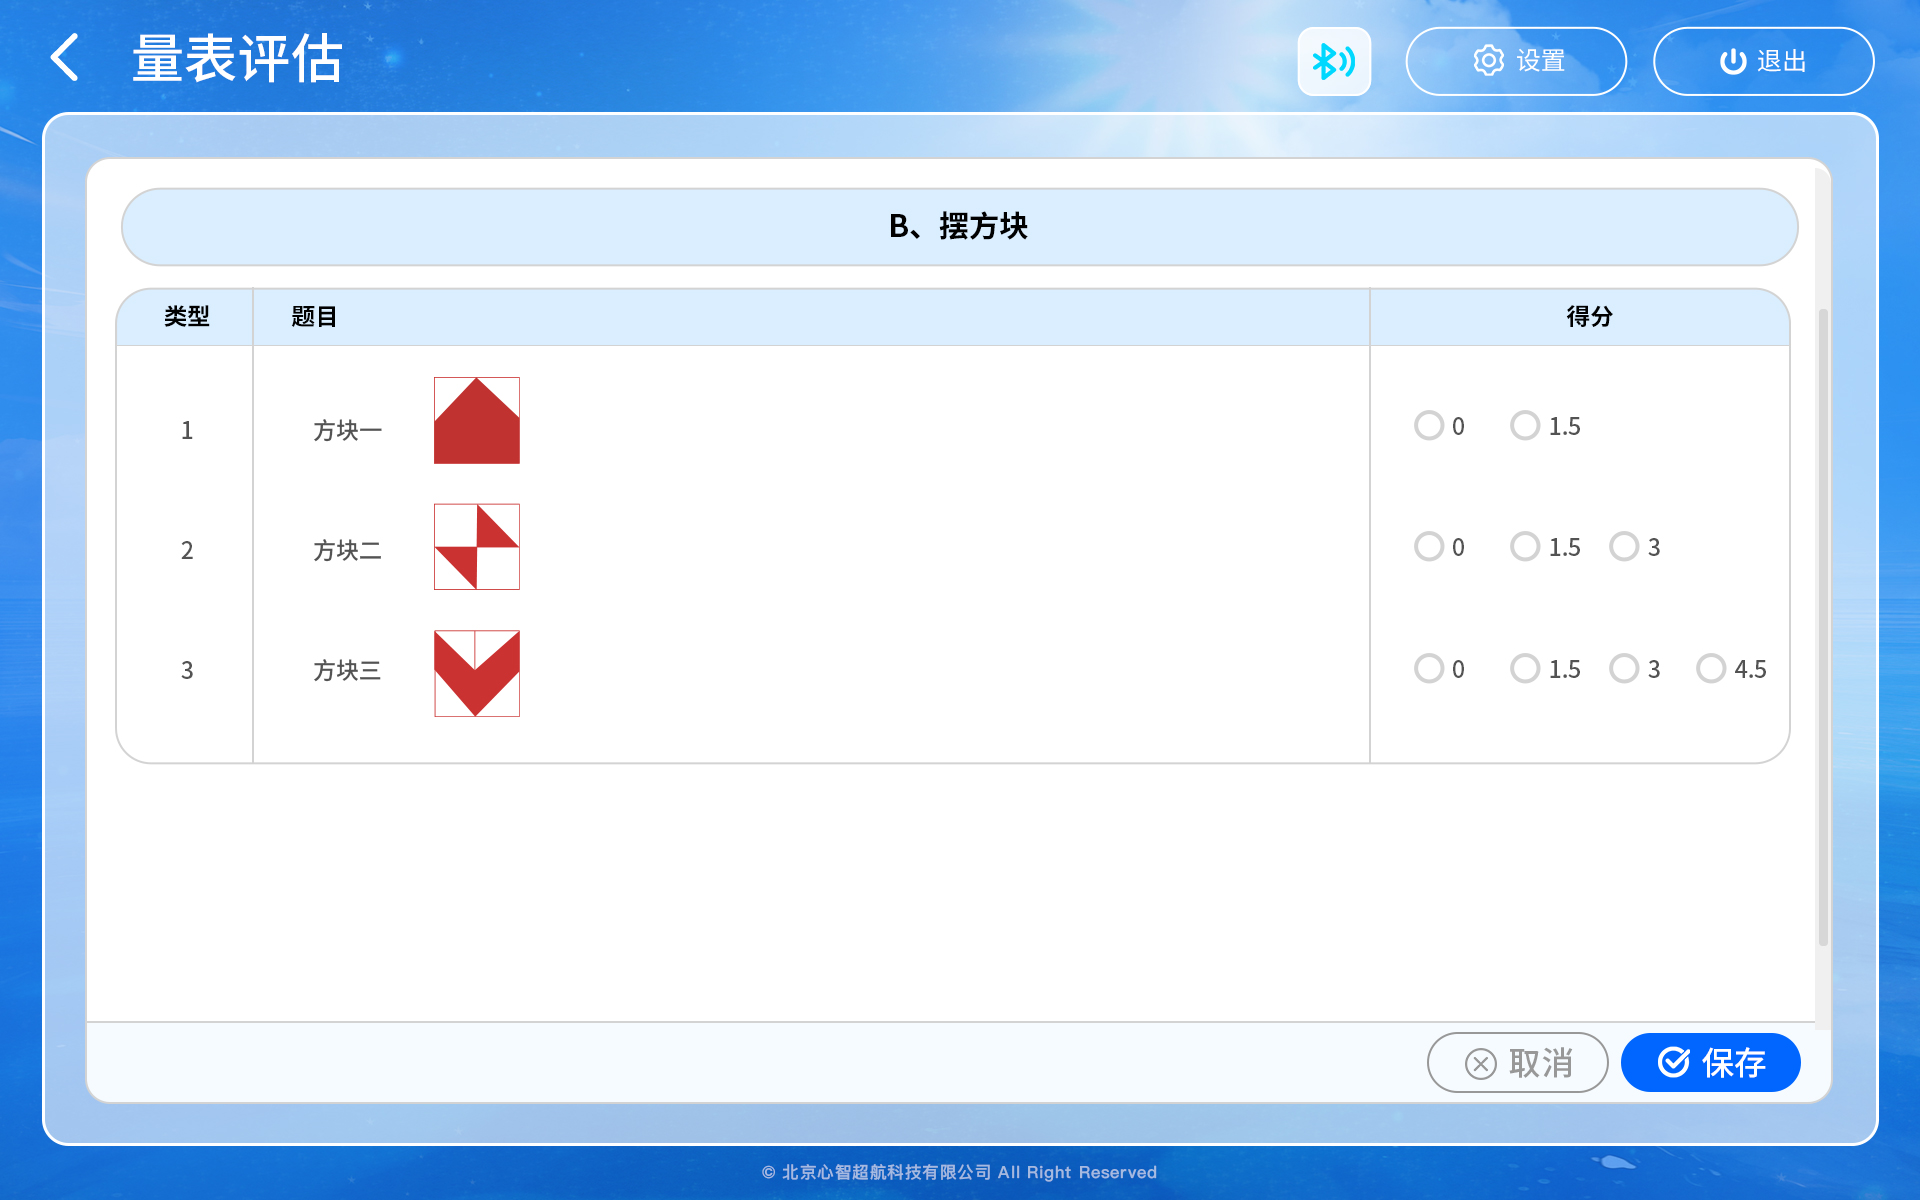 量表评估
设置
退出
B、摆方块
类型 题目 得分
1 方块一 0 1.5
2 方块二 0 1.5 3
3 方块三 0 1.5 3 4.5
取消 保存
© 北京心智超航科技有限公司 All Right Reserved